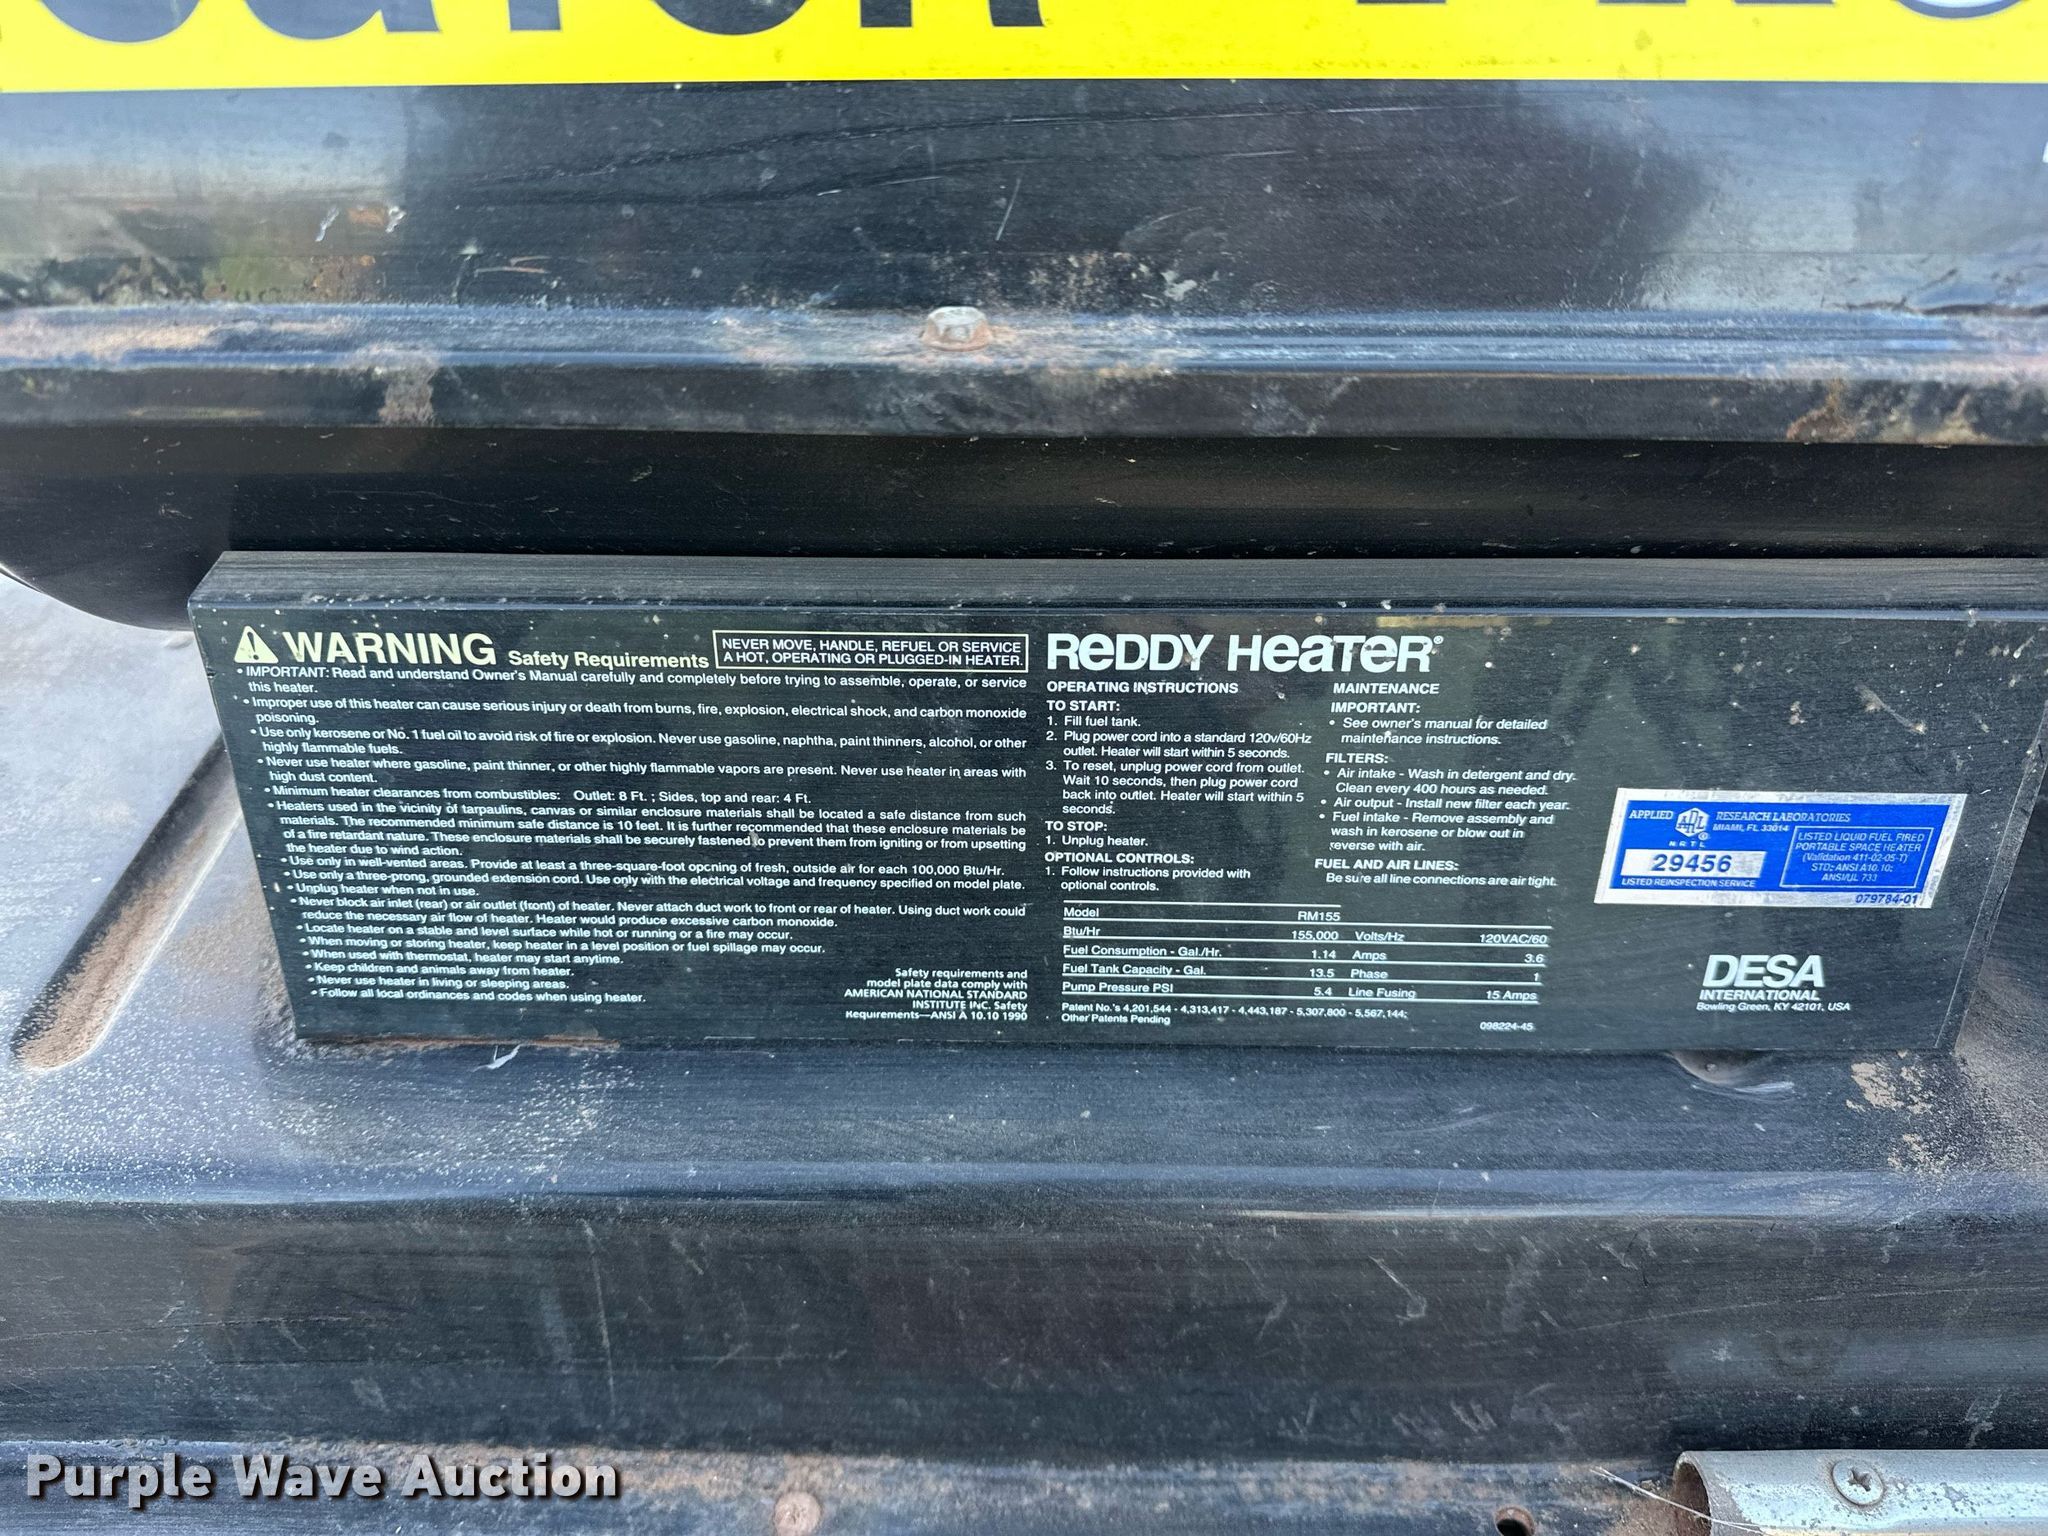 WARNING Safety Requirements
NEVER MOVE, HANDLE, REFUEL OR SERVICE
A HOT, OPERATING OR PLUGGED-IN HEATER.
• IMPORTANT: Read and understand Owner's Manual carefully and completely before trying to assemble, operate, or service
this heater.
• Improper use of this heater can cause serious injury or death from burns, fire, explosion, electrical shock, and carbon monoxide
poisoning.
• Use only kerosene or No. 1 fuel oil to avoid risk of fire or explosion. Never use gasoline, naphtha, paint thinners, alcohol, or other
highly flammable fuels.
• Never use heater where gasoline, paint thinner, or other highly flammable vapors are present. Never use heater in areas with
high dust content.
• Minimum heater clearances from combustibles: Outlet: 8 Ft. ; Sides, top and rear: 4 Ft.
• Heaters used in the vicinity of tarpaulins, canvas or similar enclosure materials shall be located a safe distance from such
materials. The recommended minimum safe distance is 10 feet. It is further recommended that these enclosure materials be
of a fire retardant nature. These enclosure materials shall be securely fastened to prevent them from igniting or from upsetting
the heater due to wind action.
• Use only in well-vented areas. Provide at least a three-square-foot opening of fresh, outside air for each 100,000 Btu/Hr.
• Use only a three-prong, grounded extension cord. Use only with the electrical voltage and frequency specified on model plate.
• Unplug heater when not in use.
• Never block air inlet (rear) or air outlet (front) of heater. Never attach duct work to front or rear of heater. Using duct work could
reduce the necessary air flow of heater. Heater would produce excessive carbon monoxide.
• Locate heater on a stable and level surface while hot or running or a fire may occur.
• When moving or storing heater, keep heater in a level position or fuel spillage may occur.
• When used with thermostat, heater may start anytime.
• Keep children and animals away from heater.
• Never use heater in living or sleeping areas.
• Follow all local ordinances and codes when using heater.
Safety requirements and
model plate data comply with
AMERICAN NATIONAL STANDARD
INSTITUTE INC. Safety
Requirements—ANSI A 10.10 1990
REDDY HEATER®
OPERATING INSTRUCTIONS
TO START:
1. Fill fuel tank.
2. Plug power cord into a standard 120v/60Hz
outlet. Heater will start within 5 seconds.
3. To reset, unplug power cord from outlet.
Wait 10 seconds, then plug power cord
back into outlet. Heater will start within 5
seconds.
TO STOP:
1. Unplug heater.
OPTIONAL CONTROLS:
1. Follow instructions provided with
optional controls.
MAINTENANCE
IMPORTANT:
• See owner's manual for detailed
maintenance instructions.
FILTERS:
• Air intake - Wash in detergent and dry.
Clean every 400 hours as needed.
• Air output - Install new filter each year.
• Fuel intake - Remove assembly and
wash in kerosene or blow out in
reverse with air.
FUEL AND AIR LINES:
Be sure all line connections are air tight.
Model RM155
Btu/Hr 155,000 Volts/Hz 120VAC/60
Fuel Consumption - Gal./Hr. 1.14 Amps 3.6
Fuel Tank Capacity - Gal. 13.5 Phase 1
Pump Pressure PSI 5.4 Line Fusing 15 Amps
Patent No.'s 4,201,544 - 4,313,417 - 4,443,187 - 5,307,800 - 5,567,144;
Other Patents Pending
098224-45
APPLIED ARL RESEARCH LABORATORIES
MIAMI, FL 33014
N R T L
29456
LISTED REINSPECTION SERVICE
LISTED LIQUID FUEL FIRED
PORTABLE SPACE HEATER
(Validation 411-02-05-T)
STD: ANSI A10.10;
ANSI/UL 733
079784-01
DESA
INTERNATIONAL
Bowling Green, KY 42101, USA
Purple Wave Auction